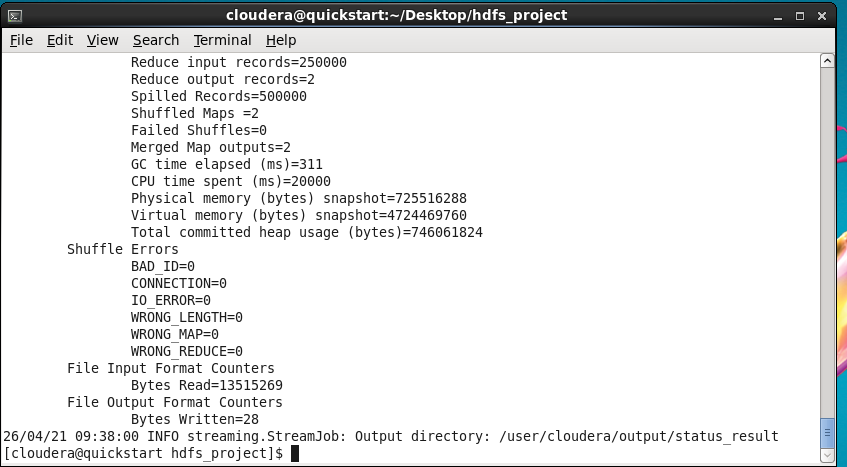 cloudera@quickstart:~/Desktop/hdfs_project
File Edit View Search Terminal Help
Reduce input records=250000
Reduce output records=2
Spilled Records=500000
Shuffled Maps =2
Failed Shuffles=0
Merged Map outputs=2
GC time elapsed (ms)=311
CPU time spent (ms)=20000
Physical memory (bytes) snapshot=725516288
Virtual memory (bytes) snapshot=4724469760
Total committed heap usage (bytes)=746061824
Shuffle Errors
BAD_ID=0
CONNECTION=0
IO_ERROR=0
WRONG_LENGTH=0
WRONG_MAP=0
WRONG_REDUCE=0
File Input Format Counters
Bytes Read=13515269
File Output Format Counters
Bytes Written=28
26/04/21 09:38:00 INFO streaming.StreamJob: Output directory: /user/cloudera/output/status_result
[cloudera@quickstart hdfs_project]$